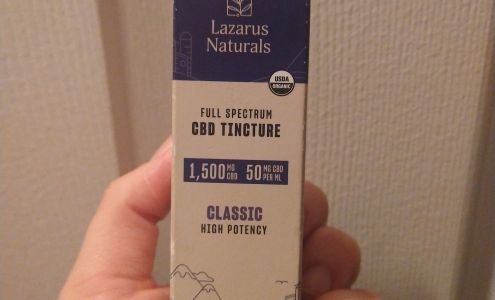 Lazarus
Naturals
USDA
ORGANIC
FULL SPECTRUM
CBD TINCTURE
1,500 MG CBD 50 MG CBD PER ML
CLASSIC
HIGH POTENCY